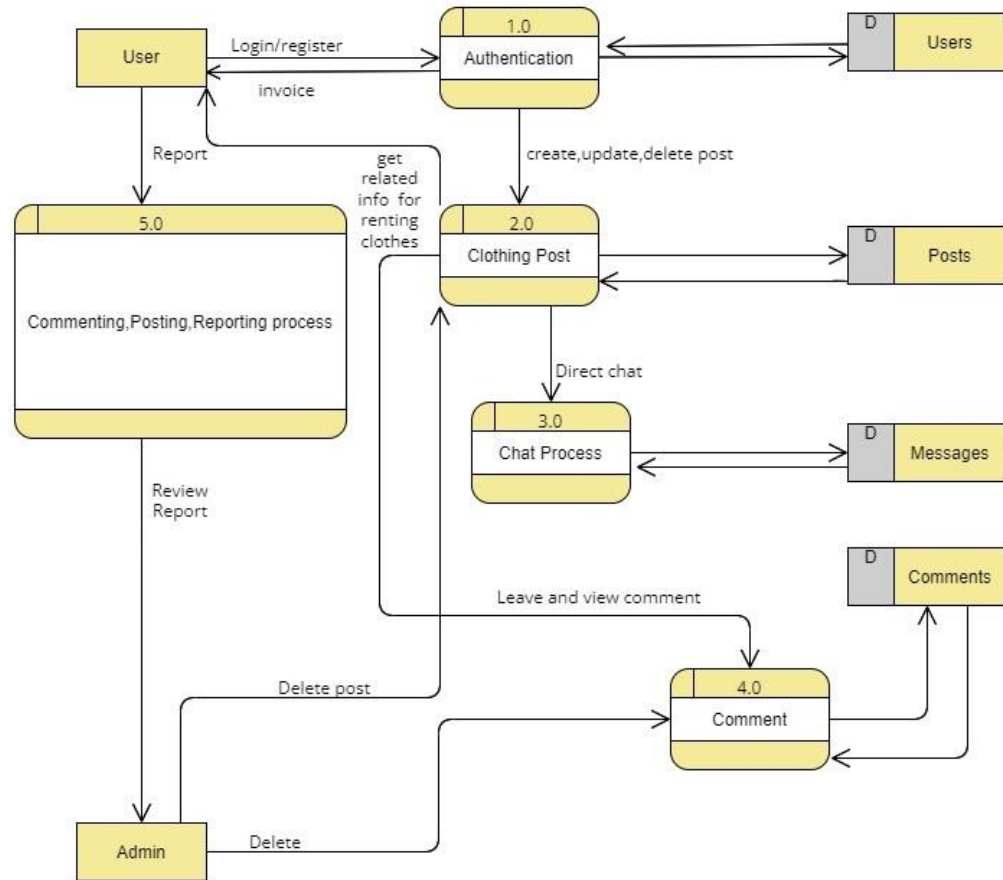 1.0
D
User
Login/register
Authentication
Users
invoice
Report
create,update,delete post
get
related
info for
renting
clothes
5.0
2.0
D
Clothing Post
Posts
Commenting,Posting,Reporting process
Direct chat
3.0
D
Chat Process
Messages
Review
Report
D
Comments
Leave and view comment
Delete post
4.0
Comment
Delete
Admin